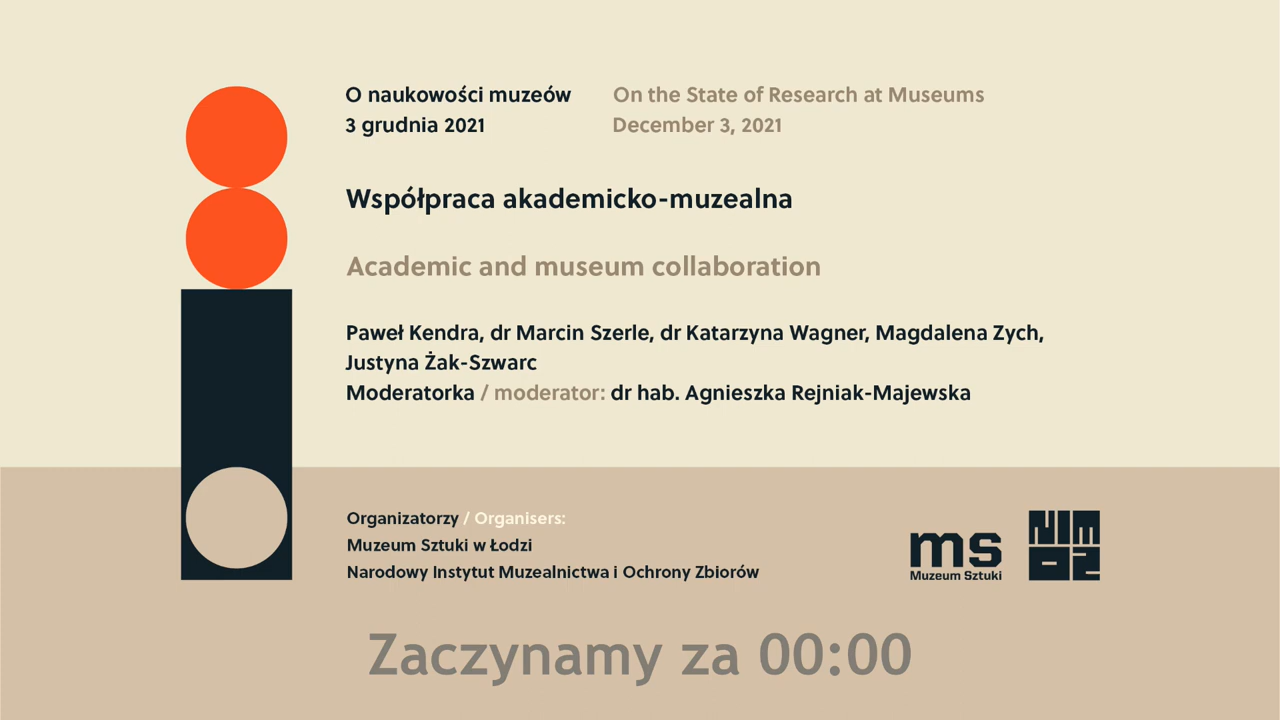 O naukowości muzeów
3 grudnia 2021
On the State of Research at Museums
December 3, 2021
Współpraca akademicko-muzealna
Academic and museum collaboration
Paweł Kendra, dr Marcin Szerle, dr Katarzyna Wagner, Magdalena Zych,
Justyna Żak-Szwarc
Moderatorka / moderator: dr hab. Agnieszka Rejniak-Majewska
Organizatorzy / Organisers:
Muzeum Sztuki w Łodzi
Narodowy Instytut Muzealnictwa i Ochrony Zbiorów
ms
Muzeum Sztuki
NIM
OZ
Zaczynamy za 00:00